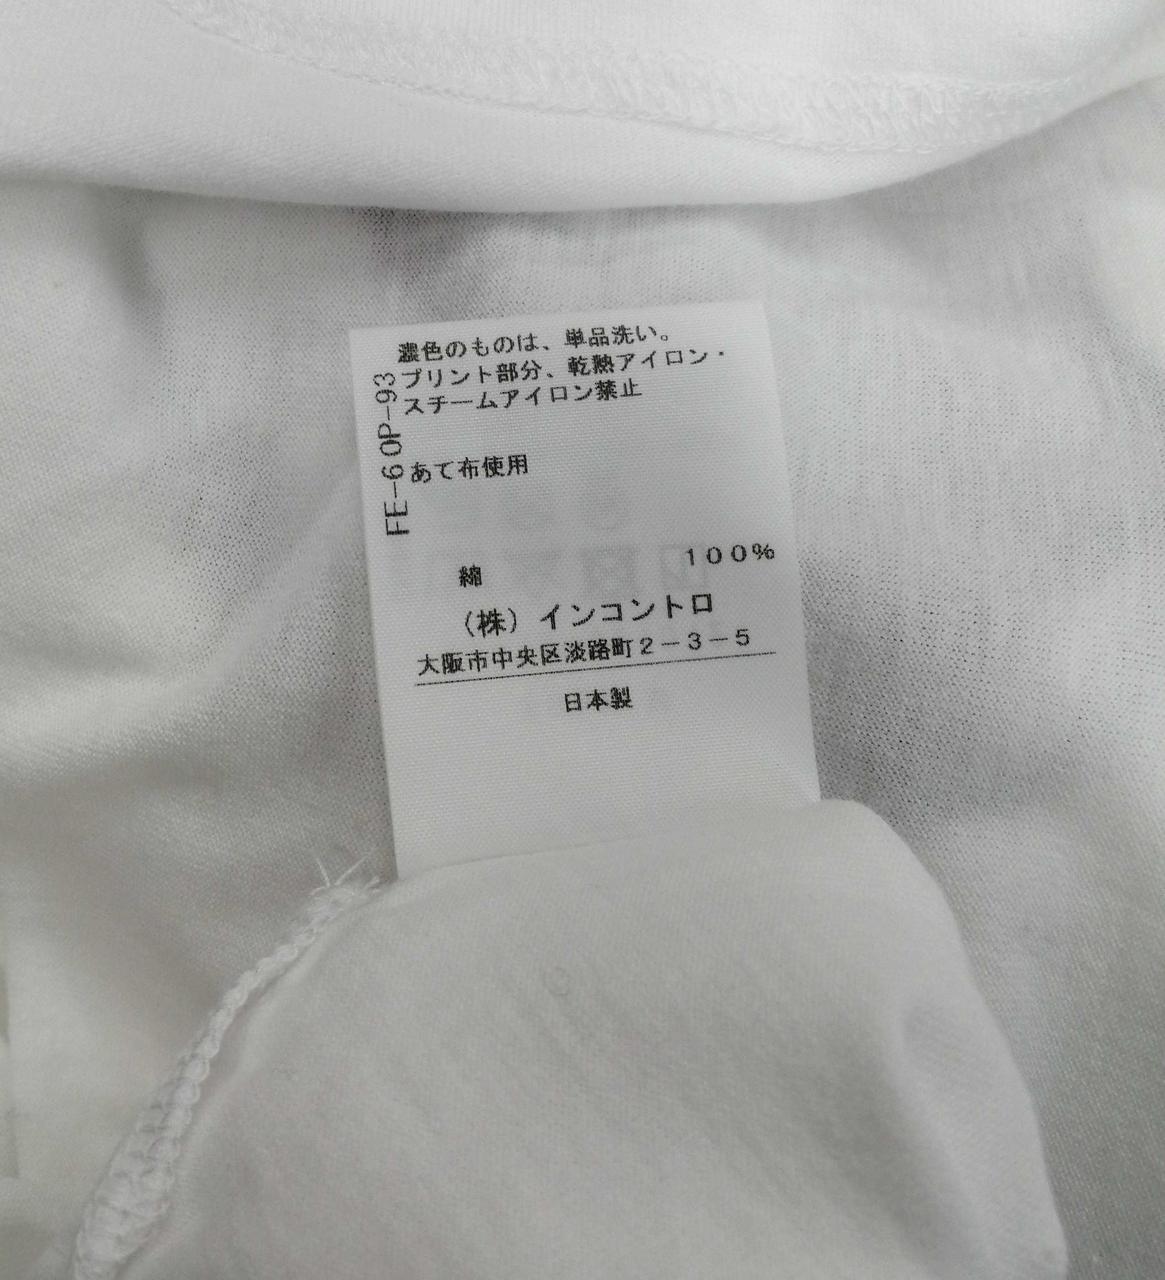 濃色のものは、単品洗い。
プリント部分、乾熱アイロン・
スチームアイロン禁止
あて布使用
FE-6 0P-93
綿 100%
(株)インコントロ
大阪市中央区淡路町2-3-5
日本製